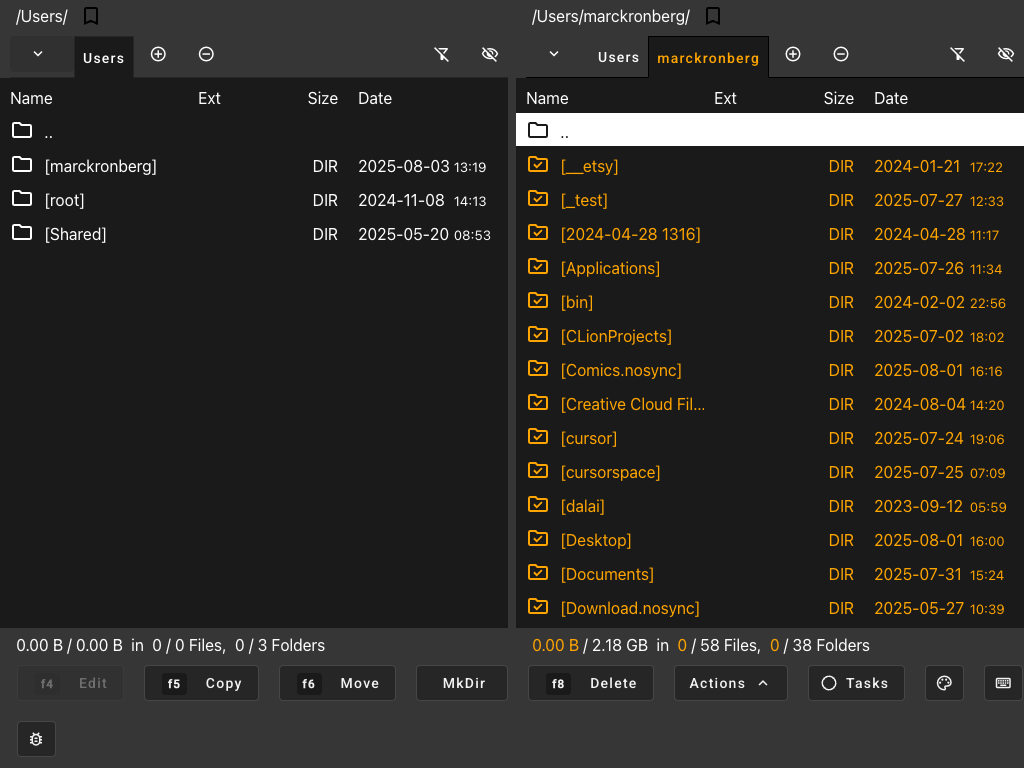 /Users/
/Users/marckronberg/
Users
Users marckronberg
Name Ext Size Date
..
[marckronberg] DIR 2025-08-03 13:19
[root] DIR 2024-11-08 14:13
[Shared] DIR 2025-05-20 08:53
Name Ext Size Date
..
[__etsy] DIR 2024-01-21 17:22
[_test] DIR 2025-07-27 12:33
[2024-04-28 1316] DIR 2024-04-28 11:17
[Applications] DIR 2025-07-26 11:34
[bin] DIR 2024-02-02 22:56
[CLionProjects] DIR 2025-07-02 18:02
[Comics.nosync] DIR 2025-08-01 16:16
[Creative Cloud Fil... DIR 2024-08-04 14:20
[cursor] DIR 2025-07-24 19:06
[cursorspace] DIR 2025-07-25 07:09
[dalai] DIR 2023-09-12 05:59
[Desktop] DIR 2025-08-01 16:00
[Documents] DIR 2025-07-31 15:24
[Download.nosync] DIR 2025-05-27 10:39
0.00 B / 0.00 B in 0 / 0 Files, 0 / 3 Folders
0.00 B / 2.18 GB in 0 / 58 Files, 0 / 38 Folders
f4 Edit f5 Copy f6 Move MkDir f8 Delete Actions Tasks